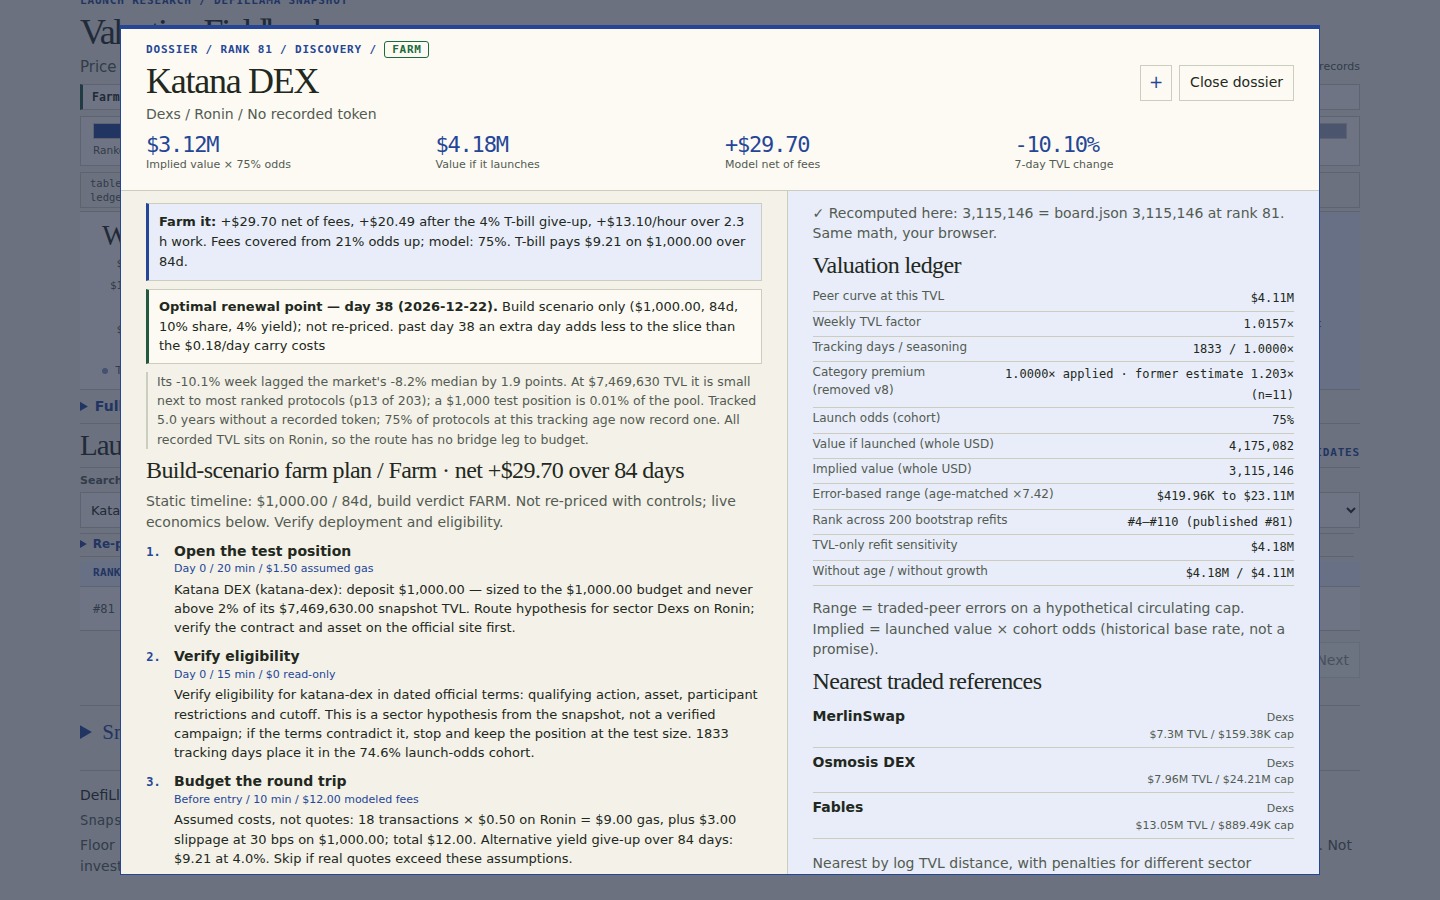 LAUNCH RESEARCH / DEFILLAMA SNAPSHOT
DOSSIER / RANK 81 / DISCOVERY / FARM
Katana DEX
+
Close dossier
Dexs / Ronin / No recorded token
$3.12M
Implied value × 75% odds
$4.18M
Value if it launches
+$29.70
Model net of fees
-10.10%
7-day TVL change
Farm it: +$29.70 net of fees, +$20.49 after the 4% T-bill give-up, +$13.10/hour over 2.3
h work. Fees covered from 21% odds up; model: 75%. T-bill pays $9.21 on $1,000.00 over
84d.
Optimal renewal point — day 38 (2026-12-22). Build scenario only ($1,000.00, 84d,
10% share, 4% yield); not re-priced. past day 38 an extra day adds less to the slice than
the $0.18/day carry costs
Its -10.1% week lagged the market's -8.2% median by 1.9 points. At $7,469,630 TVL it is small
next to most ranked protocols (p13 of 203); a $1,000 test position is 0.01% of the pool. Tracked
5.0 years without a recorded token; 75% of protocols at this tracking age now record one. All
recorded TVL sits on Ronin, so the route has no bridge leg to budget.
Build-scenario farm plan / Farm · net +$29.70 over 84 days
Static timeline: $1,000.00 / 84d, build verdict FARM. Not re-priced with controls; live
economics below. Verify deployment and eligibility.
1. Open the test position
Day 0 / 20 min / $1.50 assumed gas
Katana DEX (katana-dex): deposit $1,000.00 — sized to the $1,000.00 budget and never
above 2% of its $7,469,630.00 snapshot TVL. Route hypothesis for sector Dexs on Ronin;
verify the contract and asset on the official site first.
2. Verify eligibility
Day 0 / 15 min / $0 read-only
Verify eligibility for katana-dex in dated official terms: qualifying action, asset, participant
restrictions and cutoff. This is a sector hypothesis from the snapshot, not a verified
campaign; if the terms contradict it, stop and keep the position at the test size. 1833
tracking days place it in the 74.6% launch-odds cohort.
3. Budget the round trip
Before entry / 10 min / $12.00 modeled fees
Assumed costs, not quotes: 18 transactions × $0.50 on Ronin = $9.00 gas, plus $3.00
slippage at 30 bps on $1,000.00; total $12.00. Alternative yield give-up over 84 days:
$9.21 at 4.0%. Skip if real quotes exceed these assumptions.
✓ Recomputed here: 3,115,146 = board.json 3,115,146 at rank 81.
Same math, your browser.
Valuation ledger
Peer curve at this TVL $4.11M
Weekly TVL factor 1.0157×
Tracking days / seasoning 1833 / 1.0000×
Category premium 1.0000× applied · former estimate 1.203×
(removed v8) (n=11)
Launch odds (cohort) 75%
Value if launched (whole USD) 4,175,082
Implied value (whole USD) 3,115,146
Error-based range (age-matched ×7.42) $419.96K to $23.11M
Rank across 200 bootstrap refits #4–#110 (published #81)
TVL-only refit sensitivity $4.18M
Without age / without growth $4.18M / $4.11M
Range = traded-peer errors on a hypothetical circulating cap.
Implied = launched value × cohort odds (historical base rate, not a
promise).
Nearest traded references
MerlinSwap Dexs
$7.3M TVL / $159.38K cap
Osmosis DEX Dexs
$7.96M TVL / $24.21M cap
Fables Dexs
$13.05M TVL / $889.49K cap
Nearest by log TVL distance, with penalties for different sector
Price
records
Farm
table
#81
Next
Floor
Not